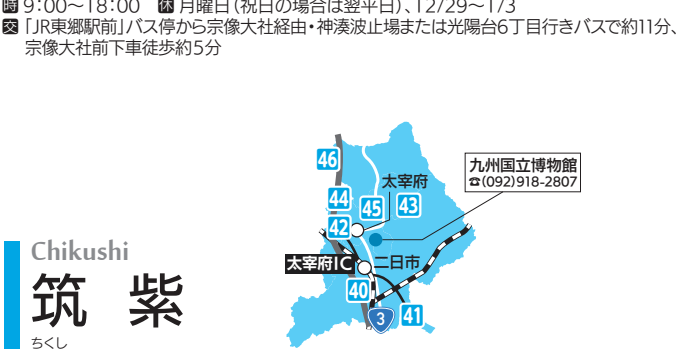 時 9:00～18:00 休 月曜日(祝日の場合は翌平日)、12/29～1/3
交 「JR東郷駅前」バス停から宗像大社経由・神湊波止場または光陽台6丁目行きバスで約11分、
宗像大社前下車徒歩約5分
46
九州国立博物館
☎(092)918-2807
太宰府
44
45
43
42
太宰府IC
二日市
40
3
41
Chikushi
筑紫
ちくし